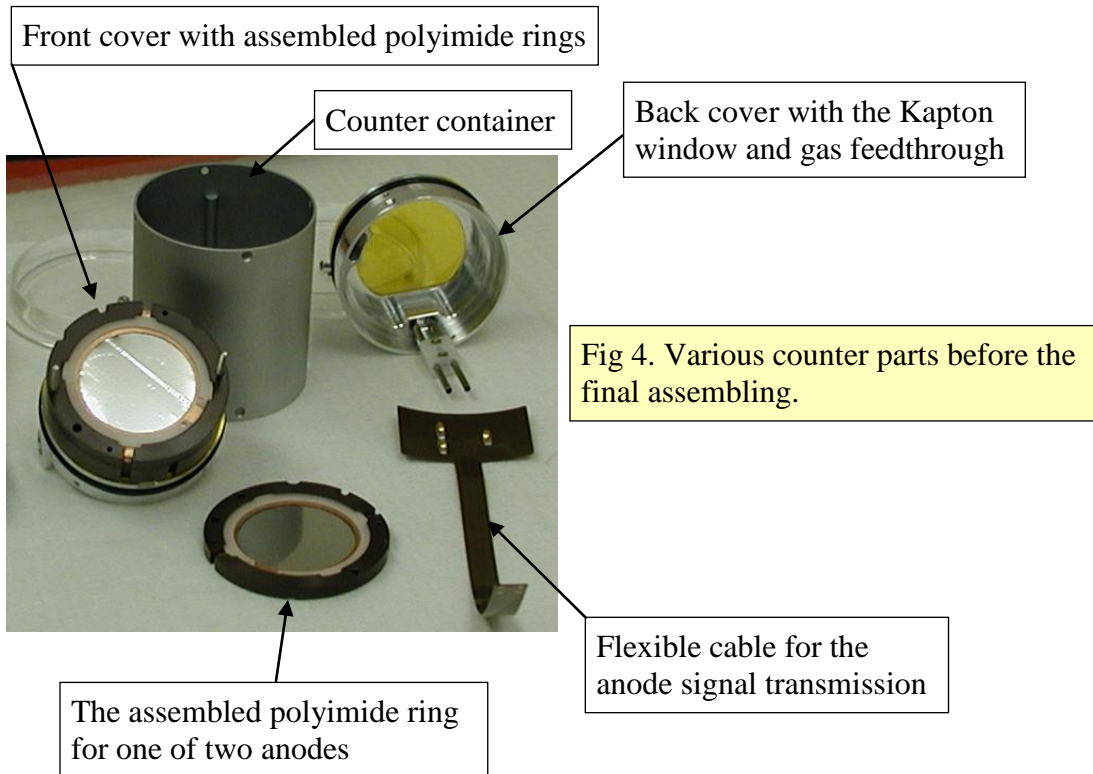 Front cover with assembled polyimide rings
Counter container
Back cover with the Kapton
window and gas feedthrough
Fig 4. Various counter parts before the
final assembling.
Flexible cable for the
anode signal transmission
The assembled polyimide ring
for one of two anodes